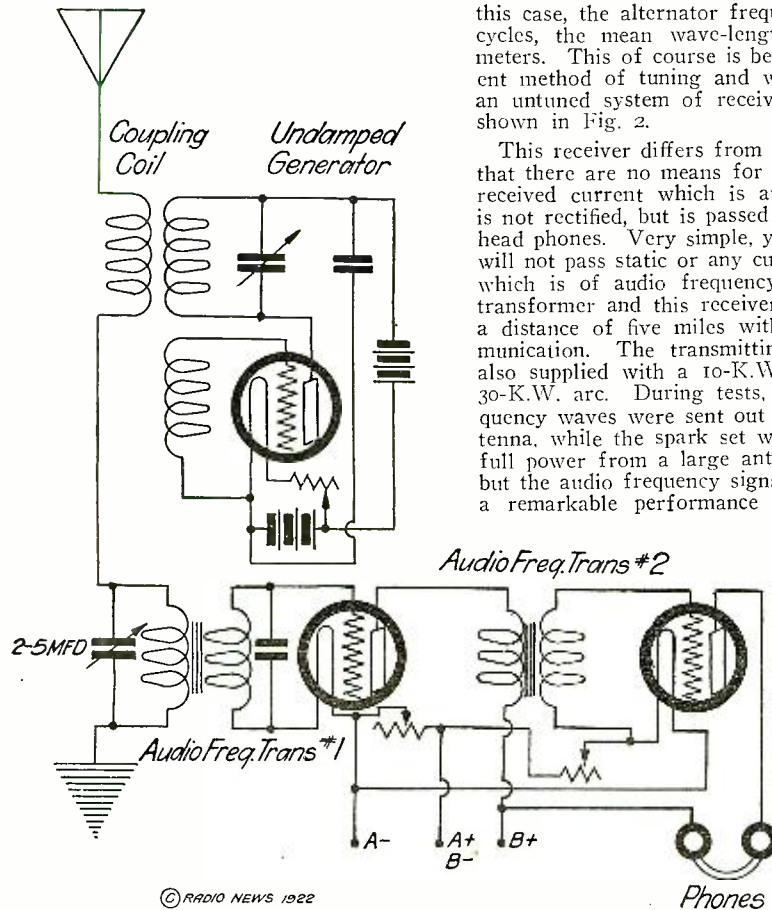 this case, the alternator frequ
cycles, the mean wave-length
meters. This of course is be
ent method of tuning and w
an untuned system of receiv
shown in Fig. 2.
This receiver differs from
that there are no means for
received current which is a
is not rectified, but is passed
head phones. Very simple, y
will not pass static or any cu
which is of audio frequency
transformer and this receiver
a distance of five miles with
munication. The transmittin
also supplied with a 10-K.W
30-K.W. arc. During tests,
quency waves were sent out
tenna, while the spark set w
full power from a large ant
but the audio frequency sign
a remarkable performance
Coupling
Coil
Undamped
Generator
Audio Freq. Trans #2
2-5MFD
Audio Freq. Trans #1
A-
A+
B-
B+
© RADIO NEWS 1922
Phones